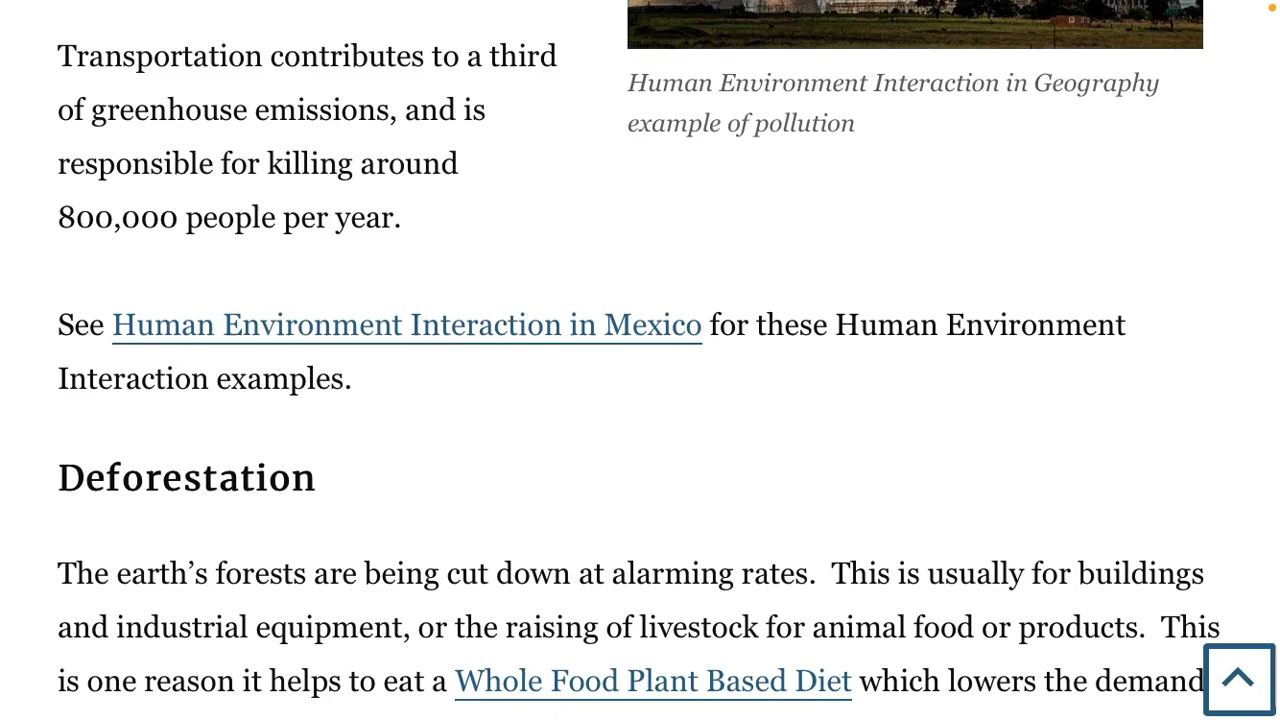 Transportation contributes to a third
of greenhouse emissions, and is
responsible for killing around
800,000 people per year.
Human Environment Interaction in Geography
example of pollution
See Human Environment Interaction in Mexico for these Human Environment
Interaction examples.
Deforestation
The earth’s forests are being cut down at alarming rates.  This is usually for buildings
and industrial equipment, or the raising of livestock for animal food or products.  This
is one reason it helps to eat a Whole Food Plant Based Diet which lowers the demand